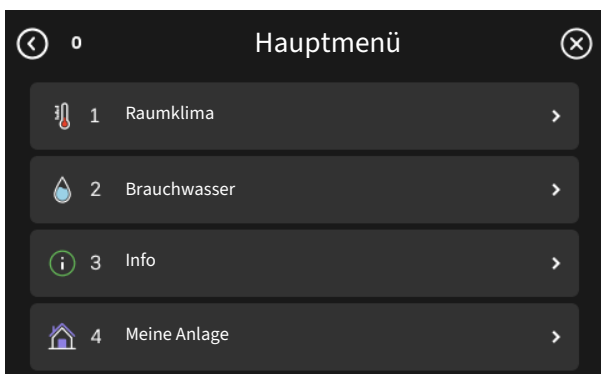 0 Hauptmenü
1 Raumklima
2 Brauchwasser
3 Info
4 Meine Anlage